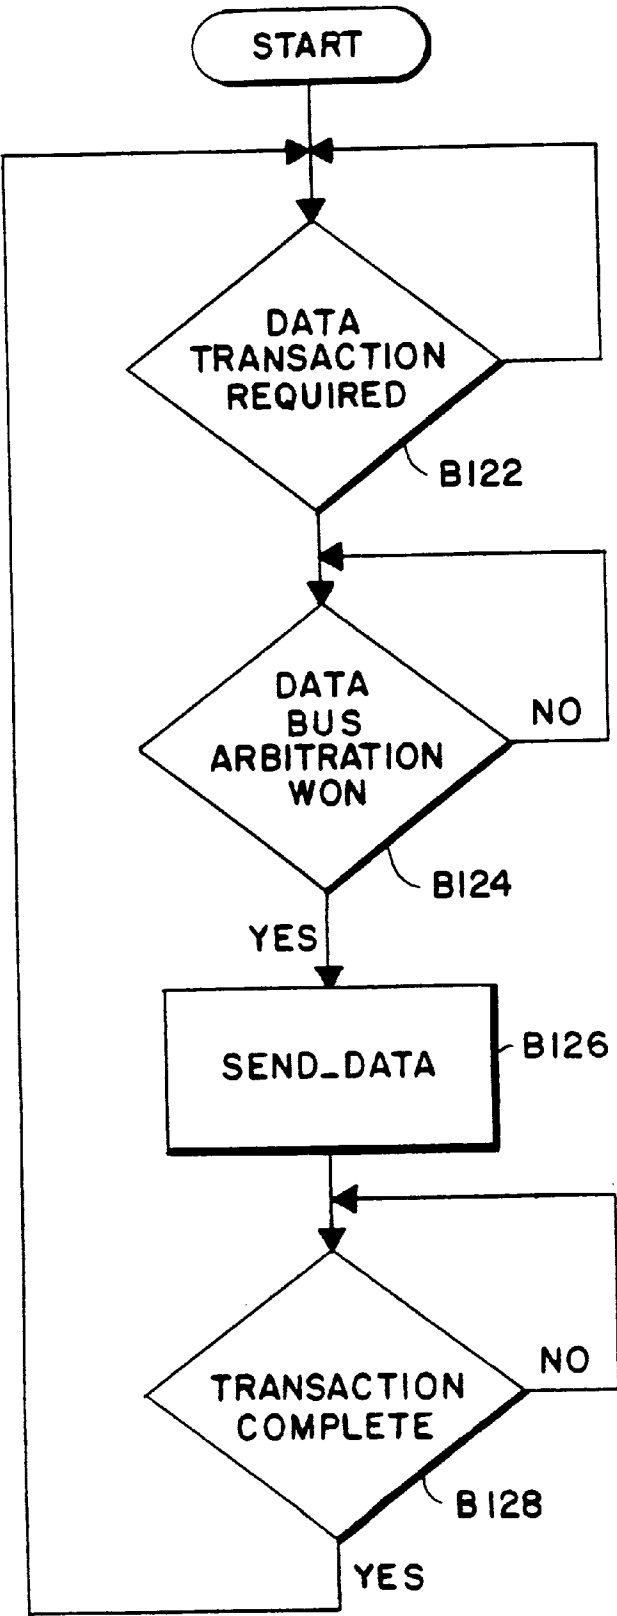 START
DATA
TRANSACTION
REQUIRED
B122
DATA
BUS
ARBITRATION
WON
NO
B124
YES
SEND_DATA
B126
TRANSACTION
COMPLETE
NO
B128
YES